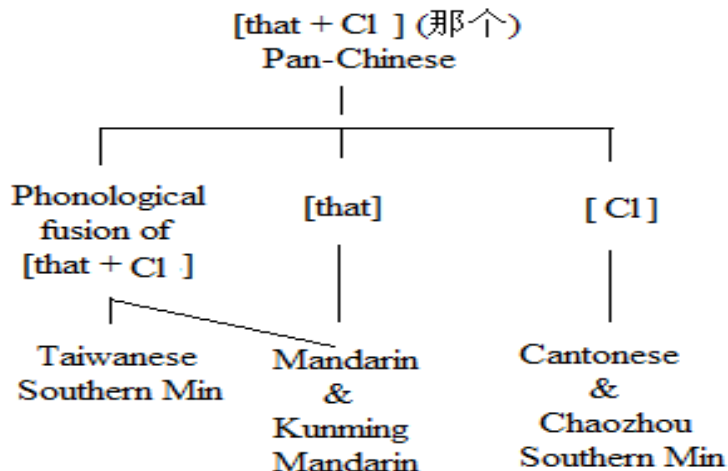 [that + Cl ] (那个)
Pan-Chinese
Phonological
fusion of
[that + Cl ]
[that]
[ Cl ]
Taiwanese
Southern Min
Mandarin
&
Kunming
Mandarin
Cantonese
&
Chaozhou
Southern Min